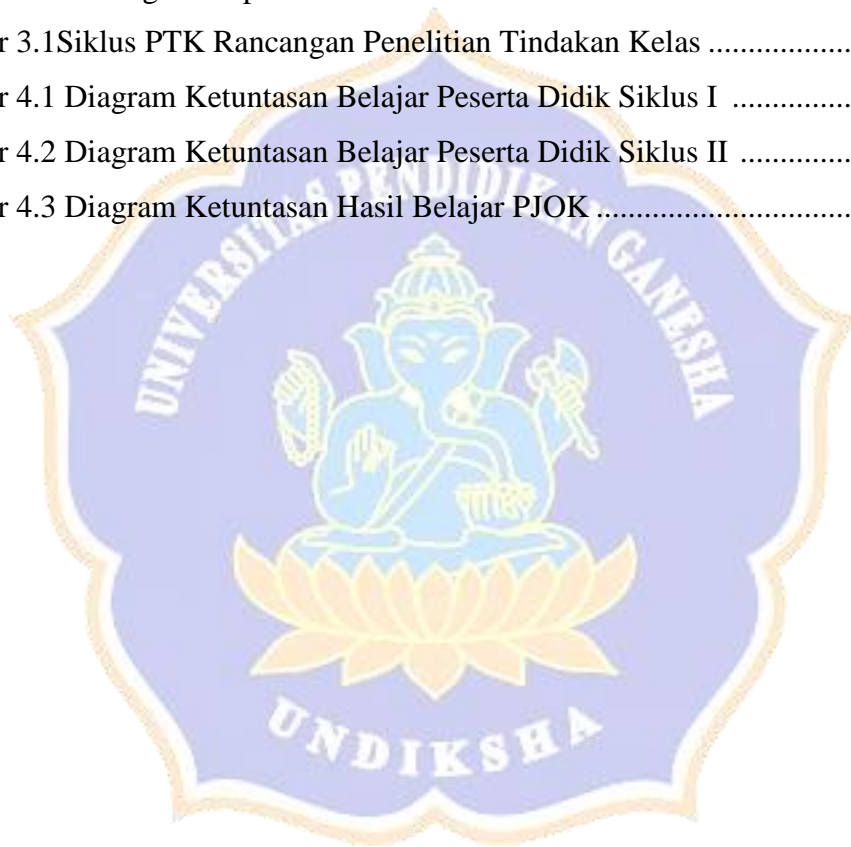 r 3.1Siklus PTK Rancangan Penelitian Tindakan Kelas ..................
r 4.1 Diagram Ketuntasan Belajar Peserta Didik Siklus I ...............
r 4.2 Diagram Ketuntasan Belajar Peserta Didik Siklus II ..............
r 4.3 Diagram Ketuntasan Hasil Belajar PJOK ................................
UNIVERSITAS PENDIDIKAN GANESHA
UNDIKSHA